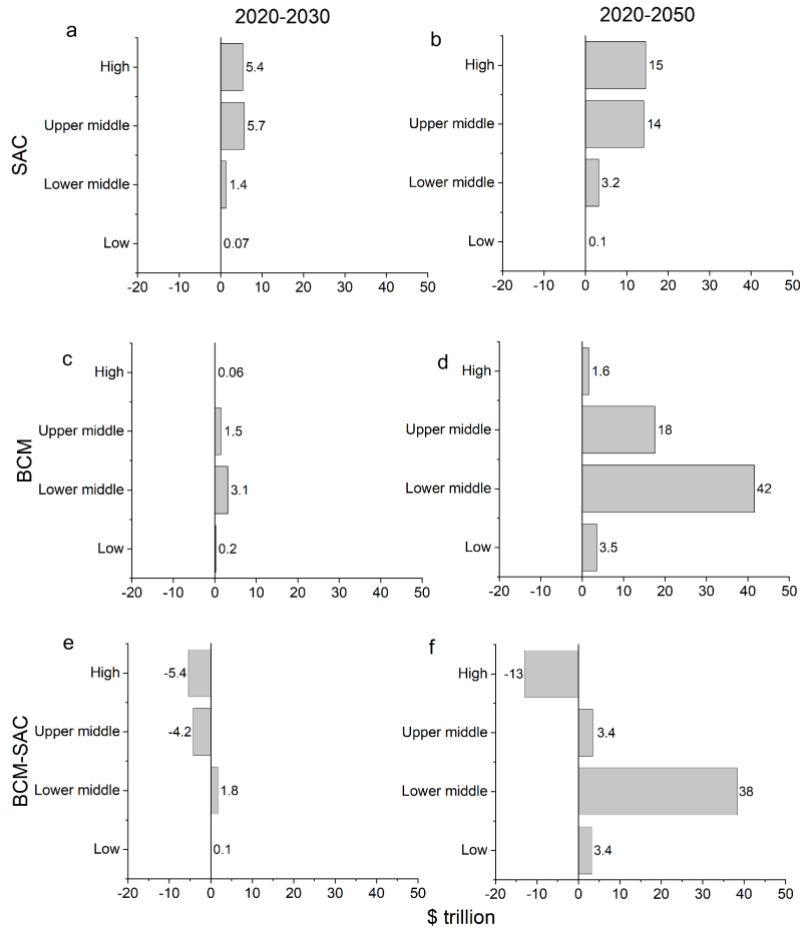 2020-2030
2020-2050
a
High
5.4
Upper middle
5.7
Lower middle
1.4
Low
0.07
-20 -10 0 10 20 30 40 50
SAC
b
High
15
Upper middle
14
Lower middle
3.2
Low
0.1
-20 -10 0 10 20 30 40 50
c
High
0.06
Upper middle
1.5
Lower middle
3.1
Low
0.2
-20 -10 0 10 20 30 40 50
BCM
d
High
1.6
Upper middle
18
Lower middle
42
Low
3.5
-20 -10 0 10 20 30 40 50
e
High
-5.4
Upper middle
-4.2
Lower middle
1.8
Low
0.1
-20 -10 0 10 20 30 40 50
BCM-SAC
f
High
-13
Upper middle
3.4
Lower middle
38
Low
3.4
-20 -10 0 10 20 30 40 50
$ trillion